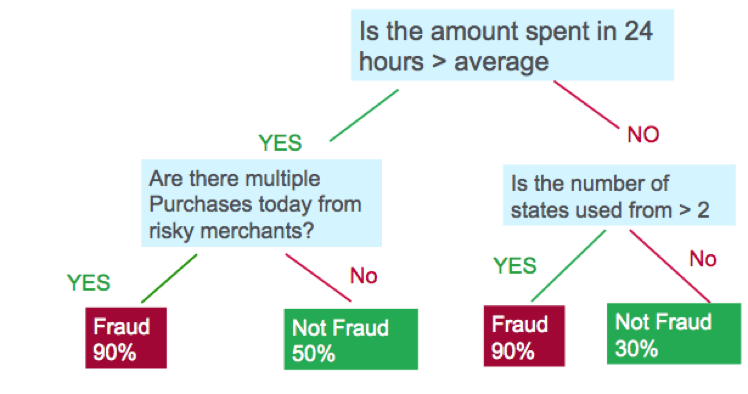 Is the amount spent in 24
hours > average
YES
NO
Are there multiple
Purchases today from
risky merchants?
Is the number of
states used from > 2
YES
No
YES
No
Fraud
90%
Not Fraud
50%
Fraud
90%
Not Fraud
30%